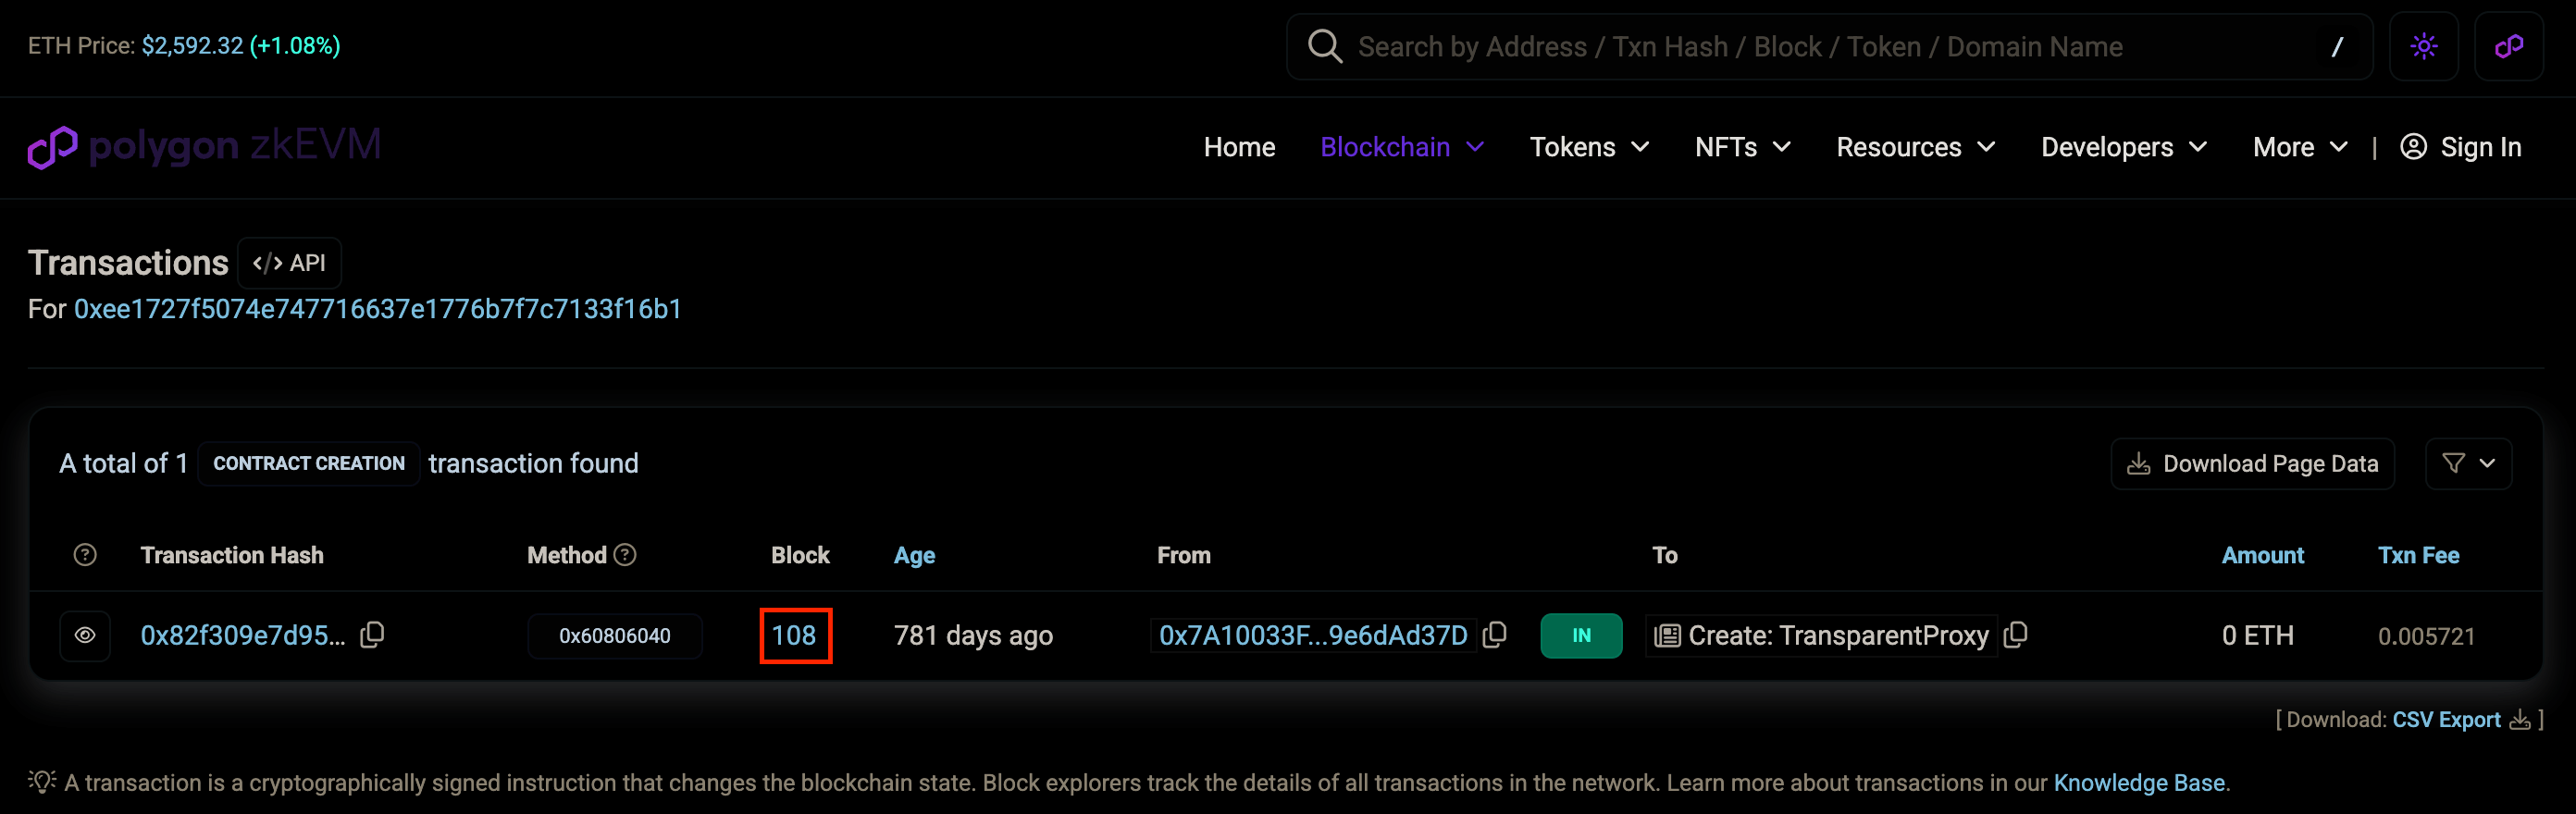 ETH Price: $2,592.32 (+1.08%)
Search by Address / Txn Hash / Block / Token / Domain Name /
polygon zkEVM
Home Blockchain Tokens NFTs Resources Developers More | Sign In
Transactions </> API
For 0xee1727f5074e747716637e1776b7f7c7133f16b1
A total of 1 CONTRACT CREATION transaction found
Download Page Data
? Transaction Hash Method ? Block Age From To Amount Txn Fee
0x82f309e7d95... 0x60806040 108 781 days ago 0x7A10033F...9e6dAd37D IN Create: TransparentProxy 0 ETH 0.005721
[ Download: CSV Export ]
A transaction is a cryptographically signed instruction that changes the blockchain state. Block explorers track the details of all transactions in the network. Learn more about transactions in our Knowledge Base.